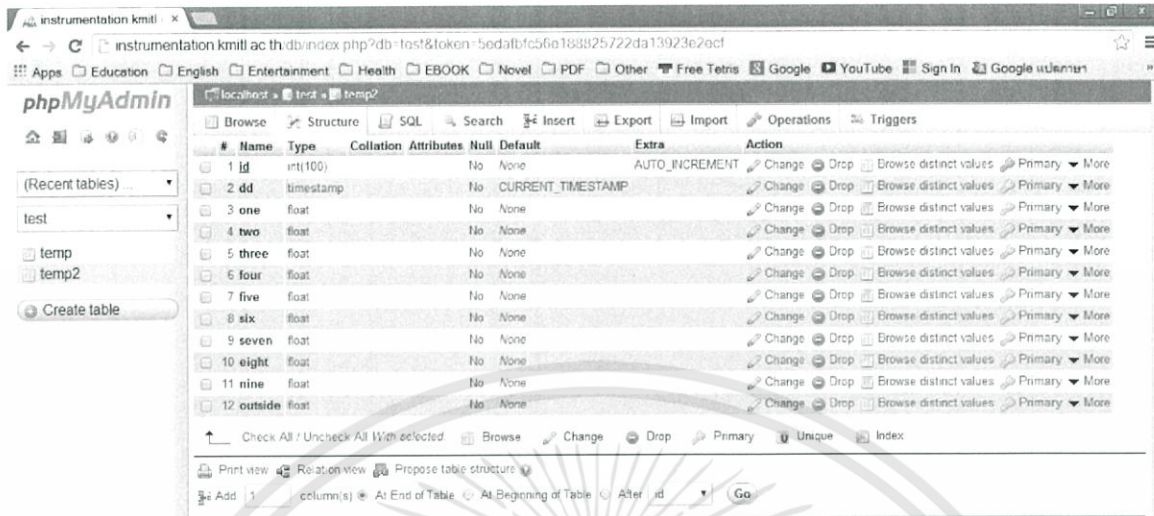 instrumentation kmitl
instrumentation kmitl ac th/db/index php?db=test&token=
Apps Education English Entertainment Health EBOOK Novel PDF Other Free Tetris Google YouTube Sign In Google
phpMyAdmin
localhost » test » temp2
Browse Structure SQL Search Insert Export Import Operations Triggers
# Name Type Collation Attributes Null Default Extra Action
1 id int(100) No None AUTO_INCREMENT Change Drop Browse distinct values Primary More
2 dd timestamp No CURRENT_TIMESTAMP Change Drop Browse distinct values Primary More
3 one float No None Change Drop Browse distinct values Primary More
4 two float No None Change Drop Browse distinct values Primary More
5 three float No None Change Drop Browse distinct values Primary More
6 four float No None Change Drop Browse distinct values Primary More
7 five float No None Change Drop Browse distinct values Primary More
8 six float No None Change Drop Browse distinct values Primary More
9 seven float No None Change Drop Browse distinct values Primary More
10 eight float No None Change Drop Browse distinct values Primary More
11 nine float No None Change Drop Browse distinct values Primary More
12 outside float No None Change Drop Browse distinct values Primary More
(Recent tables) ...
test
temp
temp2
Create table
Check All / Uncheck All With selected: Browse Change Drop Primary Unique Index
Print view Relation view Propose table structure
Add 1 column(s) At End of Table At Beginning of Table After id Go